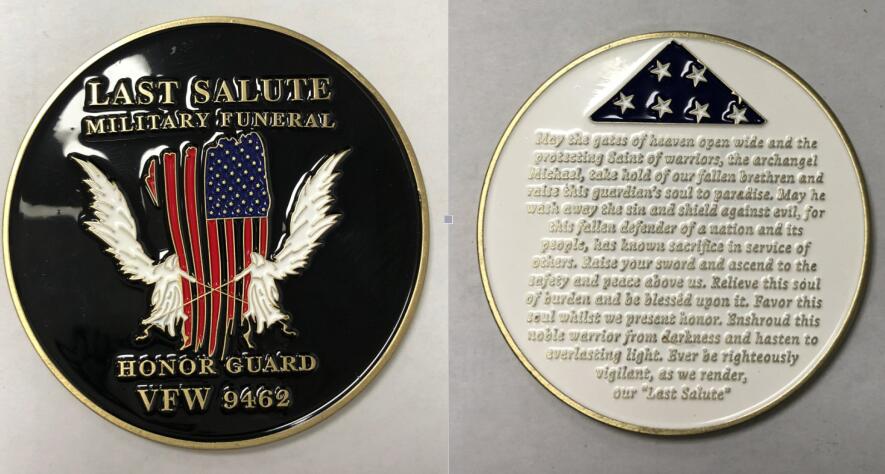 LAST SALUTE
MILITARY FUNERAL
HONOR GUARD
VFW 9462
May the gates of heaven open wide and the
protecting Saint of warriors, the archangel
Michael, take hold of our fallen brethren and
raise this guardian's soul to paradise. May he
wash away the sin and shield against evil, for
this fallen defender of a nation and its
people, has known sacrifice in service of
others. Raise your sword and ascend to the
safety and peace above us. Relieve this soul
of burden and be blessed upon it. Favor this
soul whilst we present honor. Enshroud this
noble warrior from darkness and hasten to
everlasting light. Ever be righteously
vigilant, as we render,
our "Last Salute"